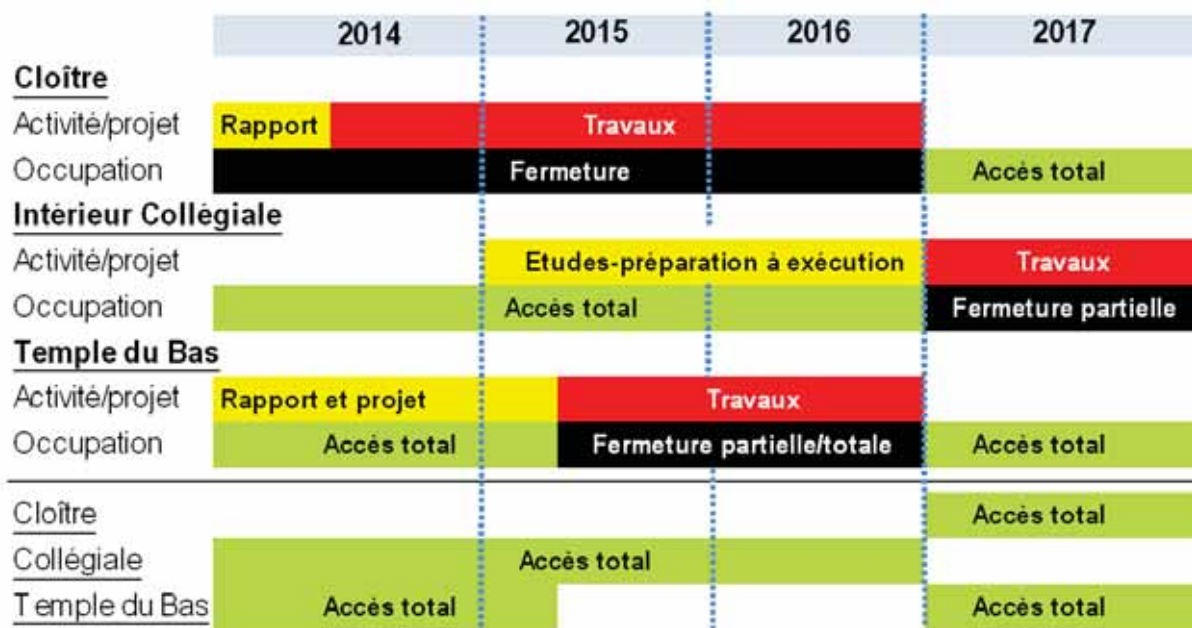 2014 2015 2016 2017
Cloître
Activité/projet Rapport Travaux
Occupation Fermeture Accès total
Intérieur Collégiale
Activité/projet Etudes-préparation à exécution Travaux
Occupation Accès total Fermeture partielle
Temple du Bas
Activité/projet Rapport et projet Travaux
Occupation Accès total Fermeture partielle/totale Accès total
Cloître Accès total
Collégiale Accès total
Temple du Bas Accès total Accès total